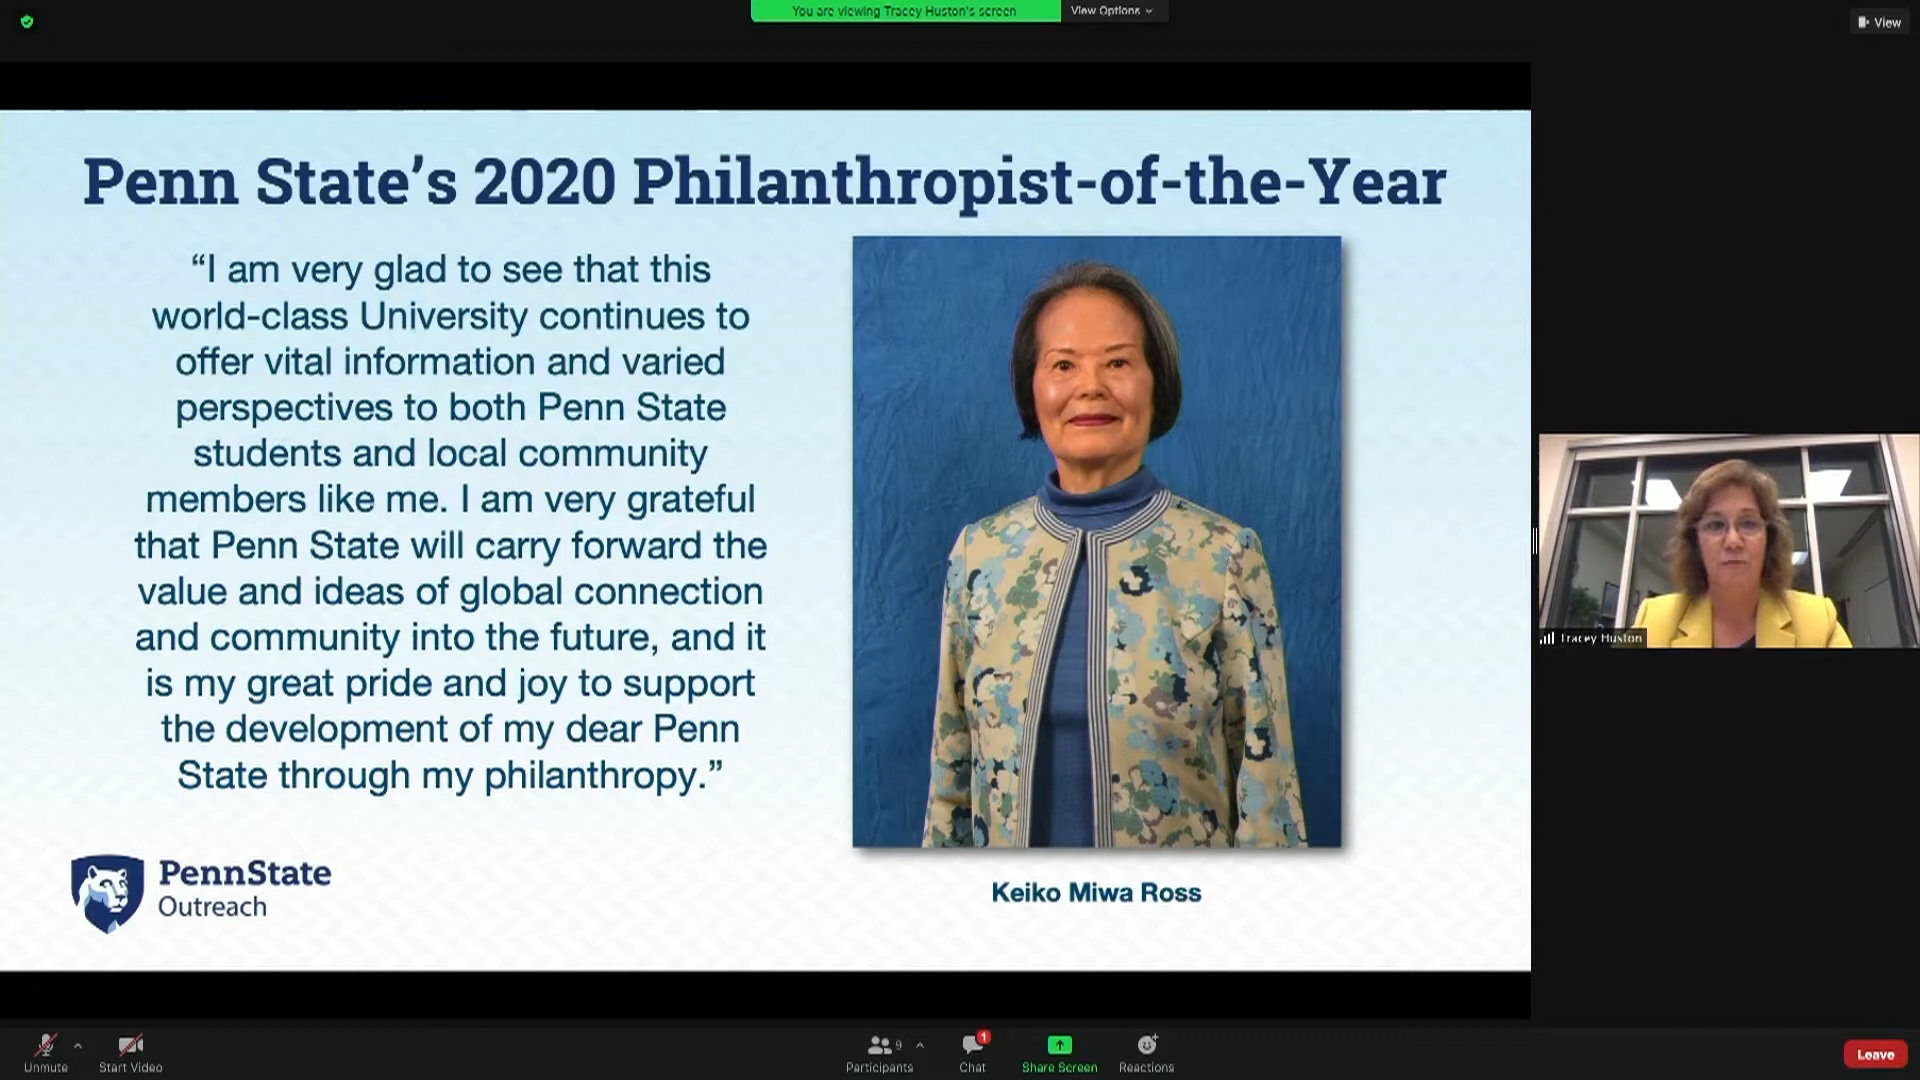 You are viewing Tracey Huston's screen
View Options
View
Penn State’s 2020 Philanthropist-of-the-Year
“I am very glad to see that this
world-class University continues to
offer vital information and varied
perspectives to both Penn State
students and local community
members like me. I am very grateful
that Penn State will carry forward the
value and ideas of global connection
and community into the future, and it
is my great pride and joy to support
the development of my dear Penn
State through my philanthropy.”
PennState
Outreach
Keiko Miwa Ross
Tracey Huston
Unmute
Start Video
9
Participants
1
Chat
Share Screen
Reactions
Leave